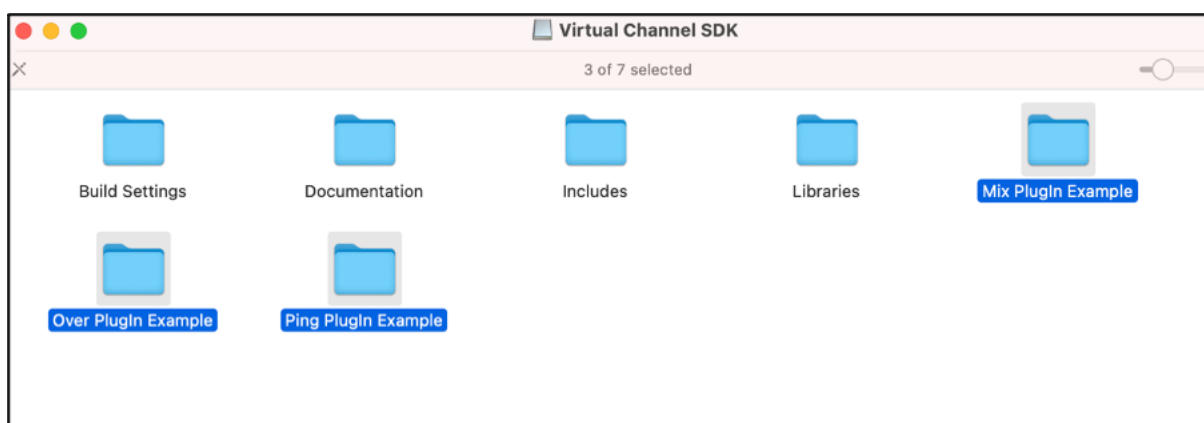 Virtual Channel SDK
3 of 7 selected
Build Settings
Documentation
Includes
Libraries
Mix PlugIn Example
Over PlugIn Example
Ping PlugIn Example